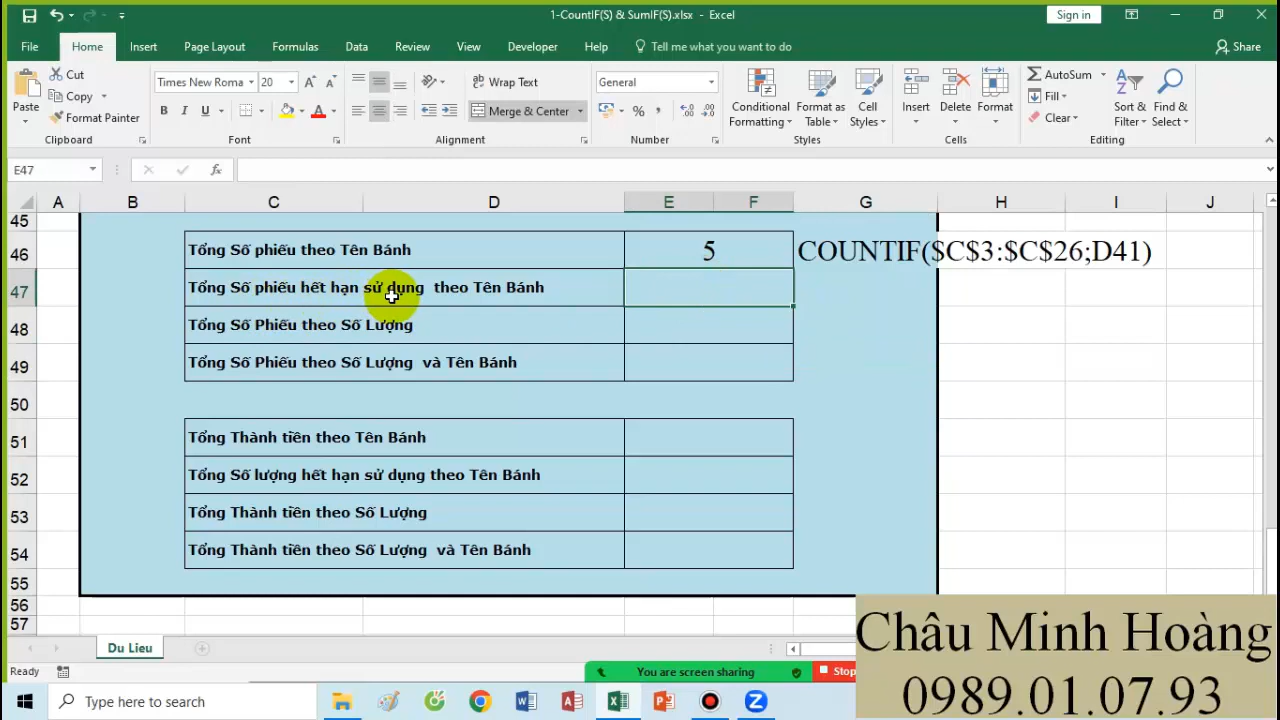 1-CountIF(S) & SumIF(S).xlsx - Excel
Sign in
File Home Insert Page Layout Formulas Data Review View Developer Help Tell me what you want to do Share
Paste
Cut
Copy
Format Painter
Clipboard
Times New Roma 20
B I U
Font
Wrap Text
Merge & Center
Alignment
General
Number
Conditional Formatting
Format as Table
Cell Styles
Styles
Insert Delete Format
Cells
AutoSum
Fill
Clear
Sort & Filter
Find & Select
Editing
E47
fx
A B C D E F G H I J
45
46 Tổng Số phiếu theo Tên Bánh 5 COUNTIF($C$3:$C$26;D41)
47 Tổng Số phiếu hết hạn sử dụng theo Tên Bánh
48 Tổng Số Phiếu theo Số Lượng
49 Tổng Số Phiếu theo Số Lượng và Tên Bánh
50
51 Tổng Thành tiền theo Tên Bánh
52 Tổng Số lượng hết hạn sử dụng theo Tên Bánh
53 Tổng Thành tiền theo Số Lượng
54 Tổng Thành tiền theo Số Lượng và Tên Bánh
55
56
57
Du Lieu
Châu Minh Hoàng
0989.01.07.93
Ready
You are screen sharing
Stop
Type here to search